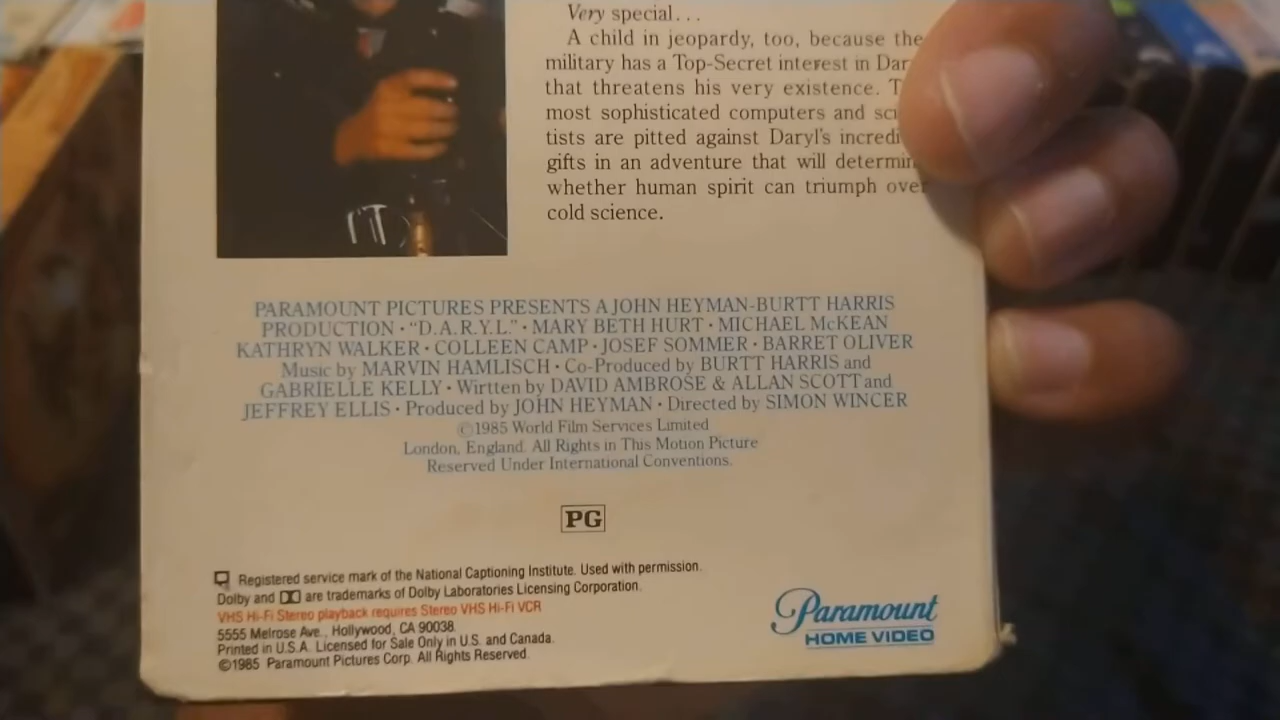 Very special...
A child in jeopardy, too, because the
military has a Top-Secret interest in Dar
that threatens his very existence. T
most sophisticated computers and sci
tists are pitted against Daryl's incredi
gifts in an adventure that will determin
whether human spirit can triumph over
cold science.
PARAMOUNT PICTURES PRESENTS A JOHN HEYMAN-BURTT HARRIS
PRODUCTION · "D.A.R.Y.L." · MARY BETH HURT · MICHAEL McKEAN
KATHRYN WALKER · COLLEEN CAMP · JOSEF SOMMER · BARRET OLIVER
Music by MARVIN HAMLISCH · Co-Produced by BURTT HARRIS and
GABRIELLE KELLY · Wirtten by DAVID AMBROSE & ALLAN SCOTT and
JEFFREY ELLIS · Produced by JOHN HEYMAN · Directed by SIMON WINCER
©1985 World Film Services Limited
London, England. All Rights in This Motion Picture
Reserved Under International Conventions.
PG
Registered service mark of the National Captioning Institute. Used with permission.
Dolby and are trademarks of Dolby Laboratories Licensing Corporation.
VHS Hi-Fi Stereo playback requires Stereo VHS Hi-Fi VCR
5555 Melrose Ave., Hollywood, CA 90038.
Printed in U.S.A. Licensed for Sale Only in U.S. and Canada.
©1985 Paramount Pictures Corp. All Rights Reserved.
Paramount
HOME VIDEO